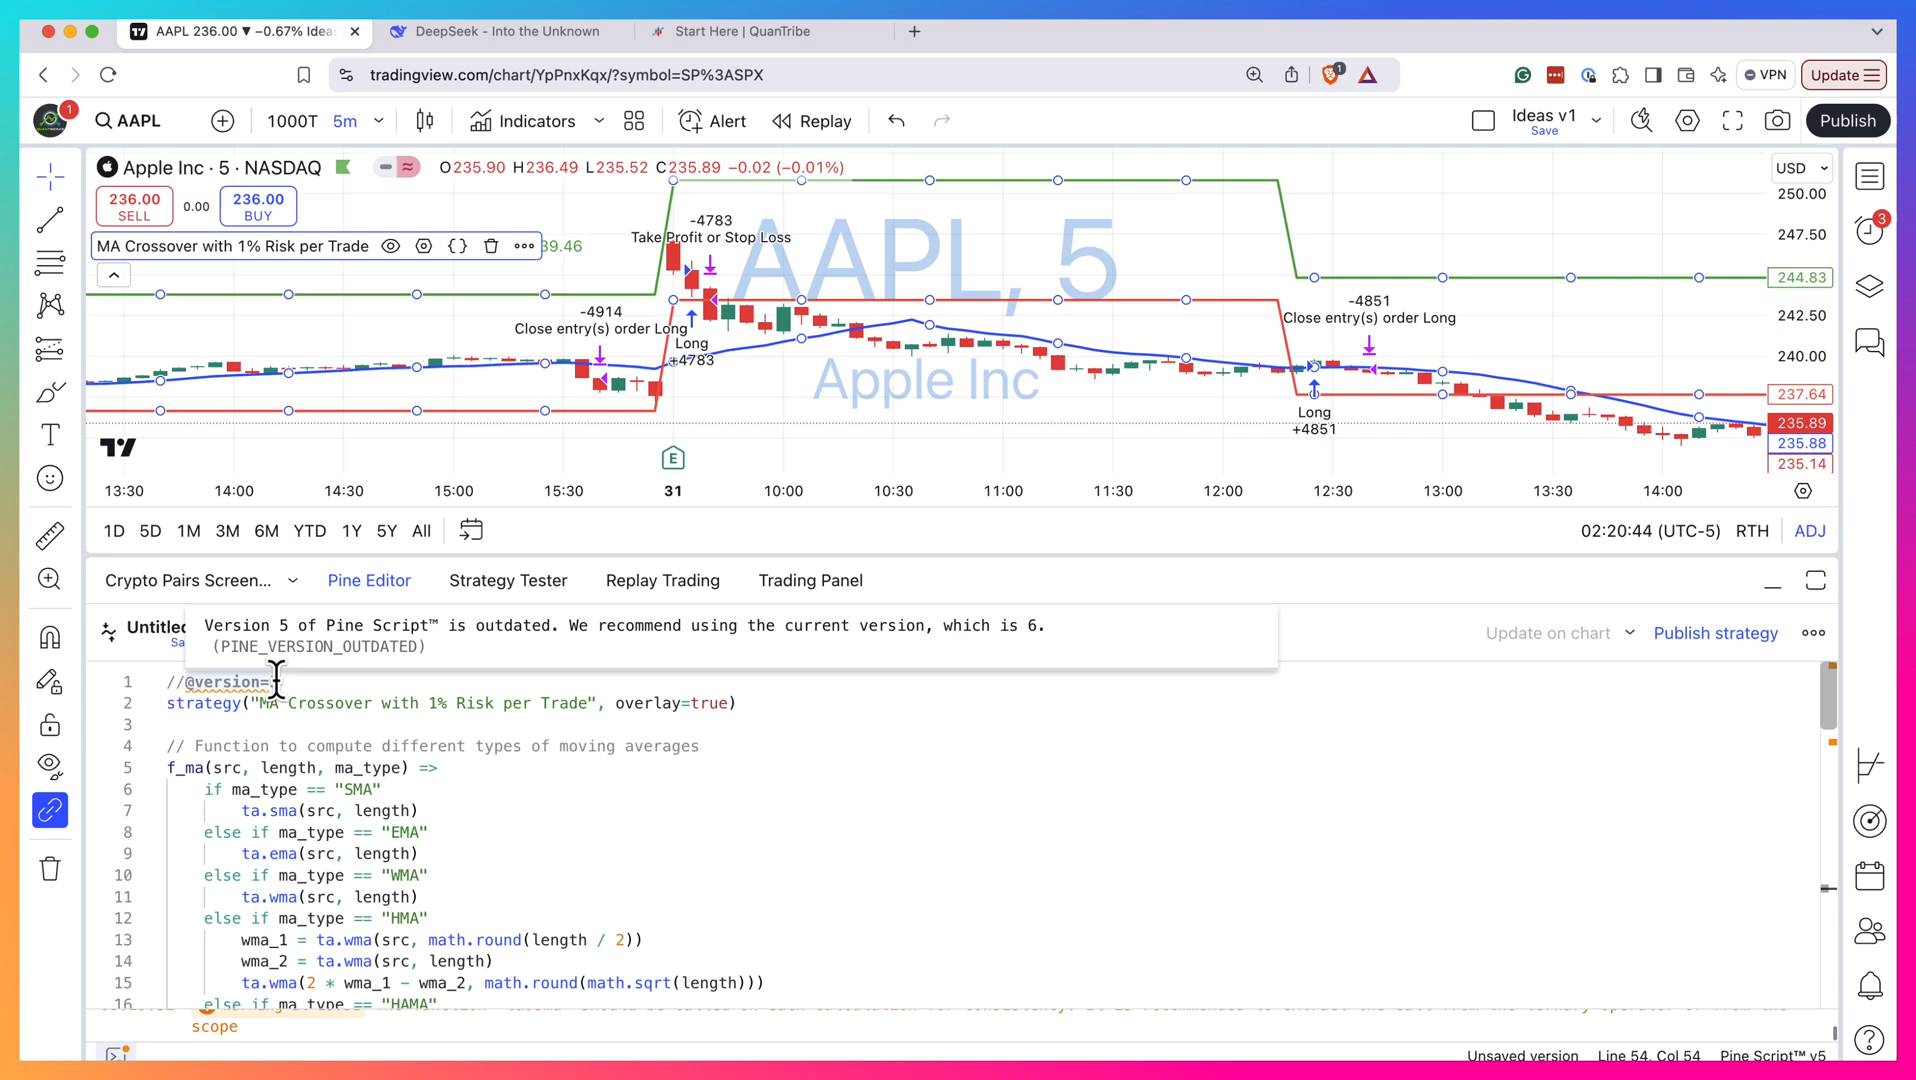 AAPL 236.00 ▼ −0.67% Ideas
DeepSeek - Into the Unknown
Start Here | QuanTribe
tradingview.com/chart/YpPnxKqx/?symbol=SP%3ASPX
1
VPN
Update
1
AAPL
1000T
5m
Indicators
Alert
Replay
Ideas v1
Save
Publish
Apple Inc · 5 · NASDAQ
O235.90 H236.49 L235.52 C235.89 −0.02 (−0.01%)
USD
236.00
SELL
0.00
236.00
BUY
MA Crossover with 1% Risk per Trade
39.46
AAPL, 5
Apple Inc
-4783
Take Profit or Stop Loss
-4914
Close entry(s) order Long
Long
+4783
-4851
Close entry(s) order Long
Long
+4851
250.00
247.50
244.83
242.50
240.00
237.64
235.89
235.88
235.14
3
E
13:30
14:00
14:30
15:00
15:30
31
10:00
10:30
11:00
11:30
12:00
12:30
13:00
13:30
14:00
1D
5D
1M
3M
6M
YTD
1Y
5Y
All
02:20:44 (UTC-5)
RTH
ADJ
Crypto Pairs Screen...
Pine Editor
Strategy Tester
Replay Trading
Trading Panel
Untitled
Sa
Version 5 of Pine Script™ is outdated. We recommend using the current version, which is 6.
(PINE_VERSION_OUTDATED)
Update on chart
Publish strategy
1 //@version=
2 strategy("MA Crossover with 1% Risk per Trade", overlay=true)
3
4 // Function to compute different types of moving averages
5 f_ma(src, length, ma_type) =>
6 if ma_type == "SMA"
7 ta.sma(src, length)
8 else if ma_type == "EMA"
9 ta.ema(src, length)
10 else if ma_type == "WMA"
11 ta.wma(src, length)
12 else if ma_type == "HMA"
13 wma_1 = ta.wma(src, math.round(length / 2))
14 wma_2 = ta.wma(src, length)
15 ta.wma(2 * wma_1 - wma_2, math.round(math.sqrt(length)))
16 else if ma_type == "HAMA"
scope
Unsaved version
Line 54, Col 54
Pine Script™ v5